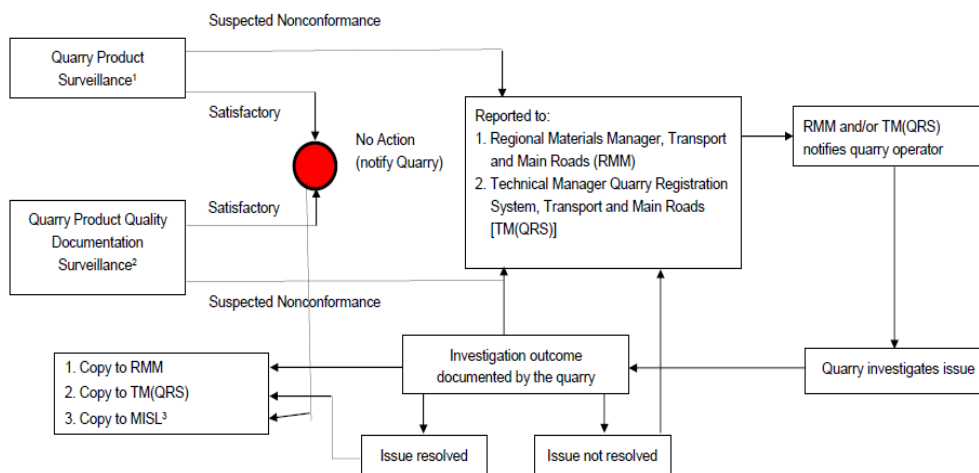 Suspected Nonconformance
Quarry Product
Surveillance¹
Satisfactory
No Action
(notify Quarry)
Reported to:
1. Regional Materials Manager, Transport
and Main Roads (RMM)
2. Technical Manager Quarry Registration
System, Transport and Main Roads
[TM(QRS)]
RMM and/or TM(QRS)
notifies quarry operator
Satisfactory
Quarry Product Quality
Documentation
Surveillance²
Suspected Nonconformance
1. Copy to RMM
2. Copy to TM(QRS)
3. Copy to MISL³
Investigation outcome
documented by the quarry
Quarry investigates issue
Issue resolved
Issue not resolved